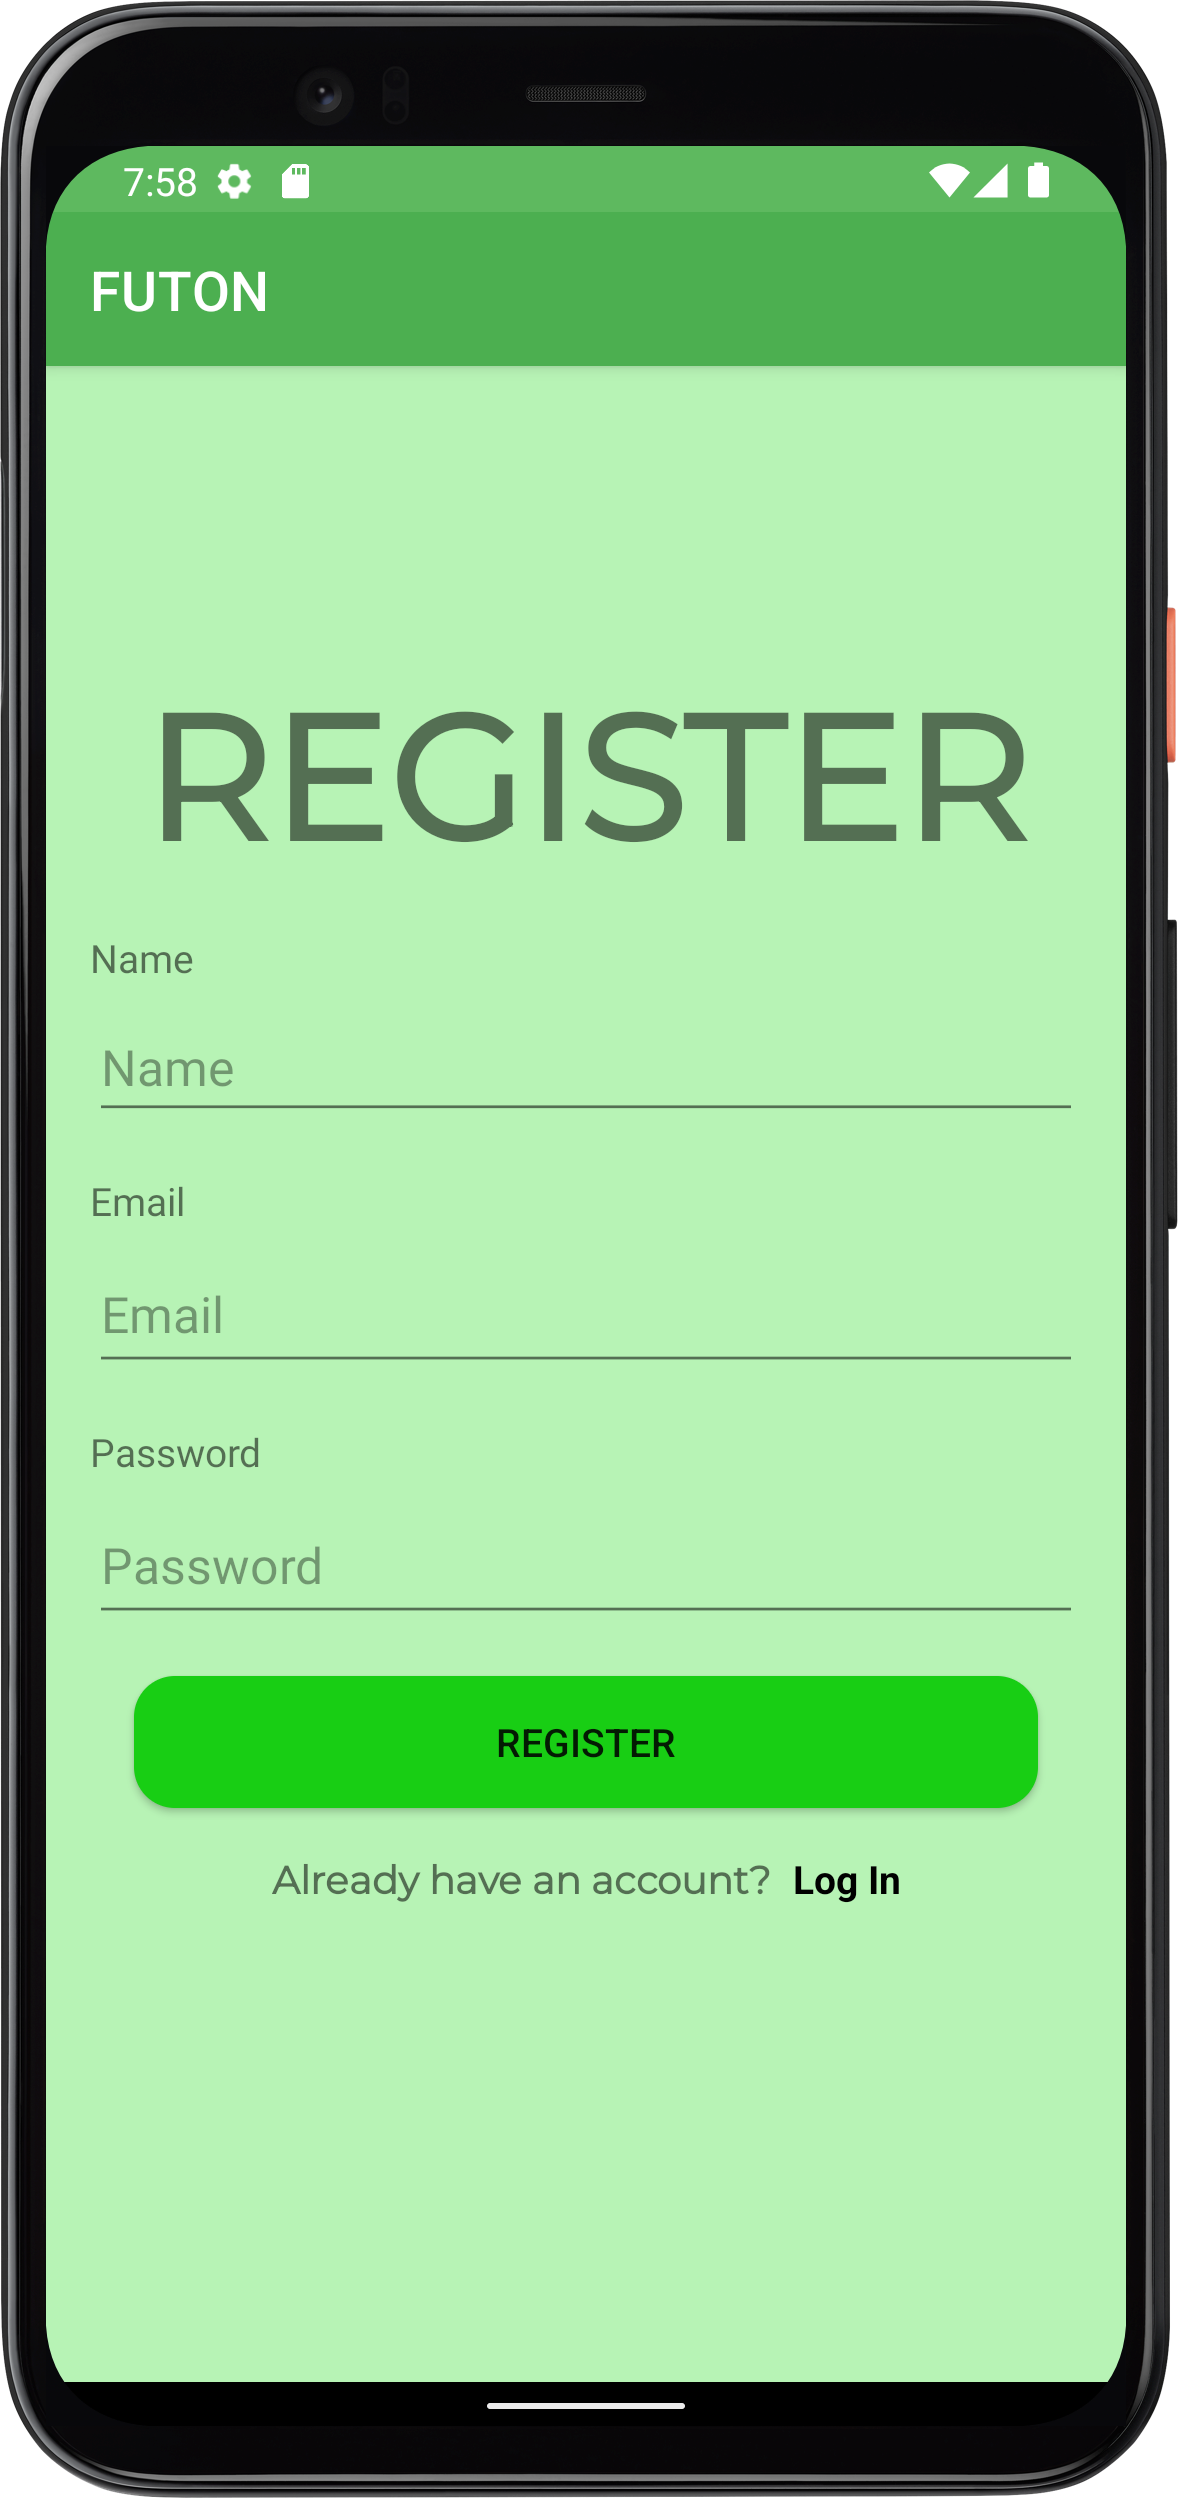 7:58
FUTON
REGISTER
Name
Name
Email
Email
Password
Password
REGISTER
Already have an account? Log In